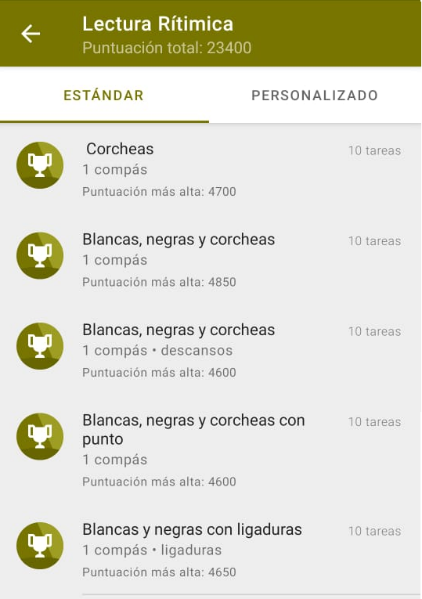 Lectura Rítimica
Puntuación total: 23400
ESTÁNDAR
PERSONALIZADO
Corcheas
10 tareas
1 compás
Puntuación más alta: 4700
Blancas, negras y corcheas
10 tareas
1 compás
Puntuación más alta: 4850
Blancas, negras y corcheas
10 tareas
1 compás • descansos
Puntuación más alta: 4600
Blancas, negras y corcheas con
10 tareas
punto
1 compás
Puntuación más alta: 4600
Blancas y negras con ligaduras
10 tareas
1 compás • ligaduras
Puntuación más alta: 4650